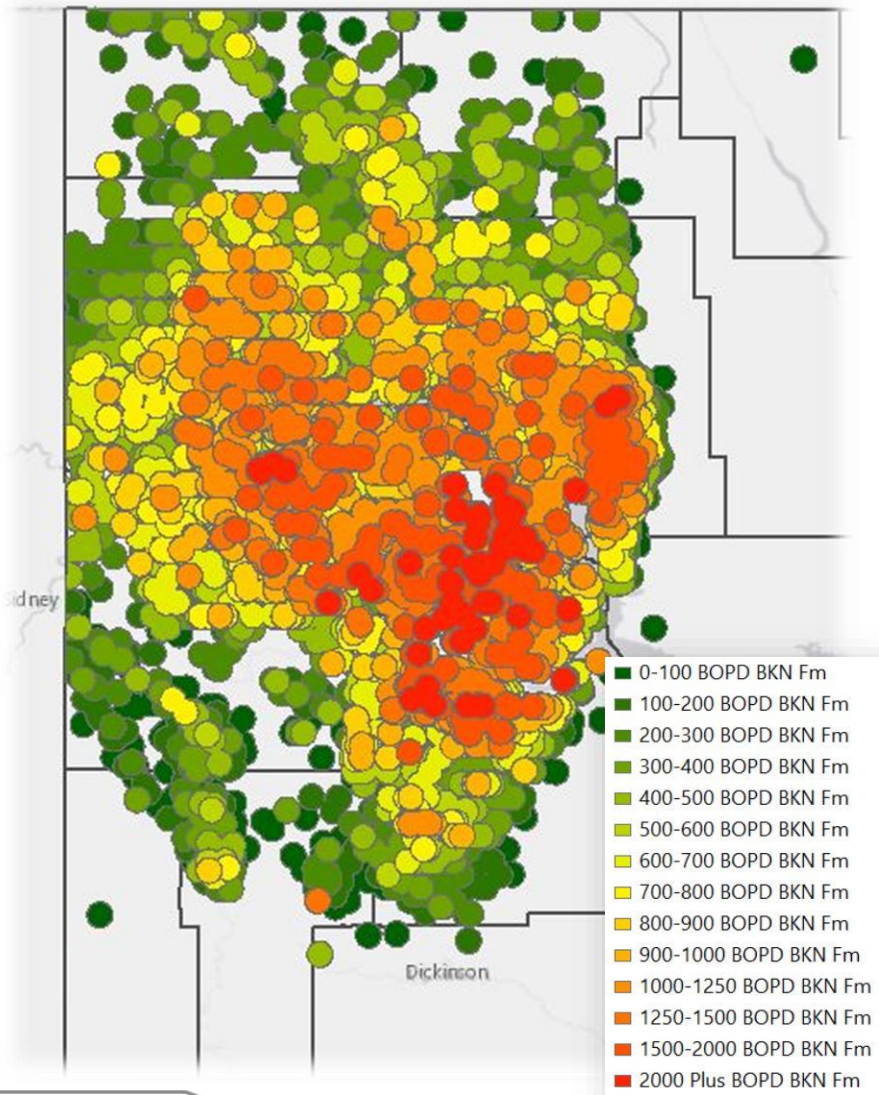 idney
Dickinson
0-100 BOPD BKN Fm
100-200 BOPD BKN Fm
200-300 BOPD BKN Fm
300-400 BOPD BKN Fm
400-500 BOPD BKN Fm
500-600 BOPD BKN Fm
600-700 BOPD BKN Fm
700-800 BOPD BKN Fm
800-900 BOPD BKN Fm
900-1000 BOPD BKN Fm
1000-1250 BOPD BKN Fm
1250-1500 BOPD BKN Fm
1500-2000 BOPD BKN Fm
2000 Plus BOPD BKN Fm